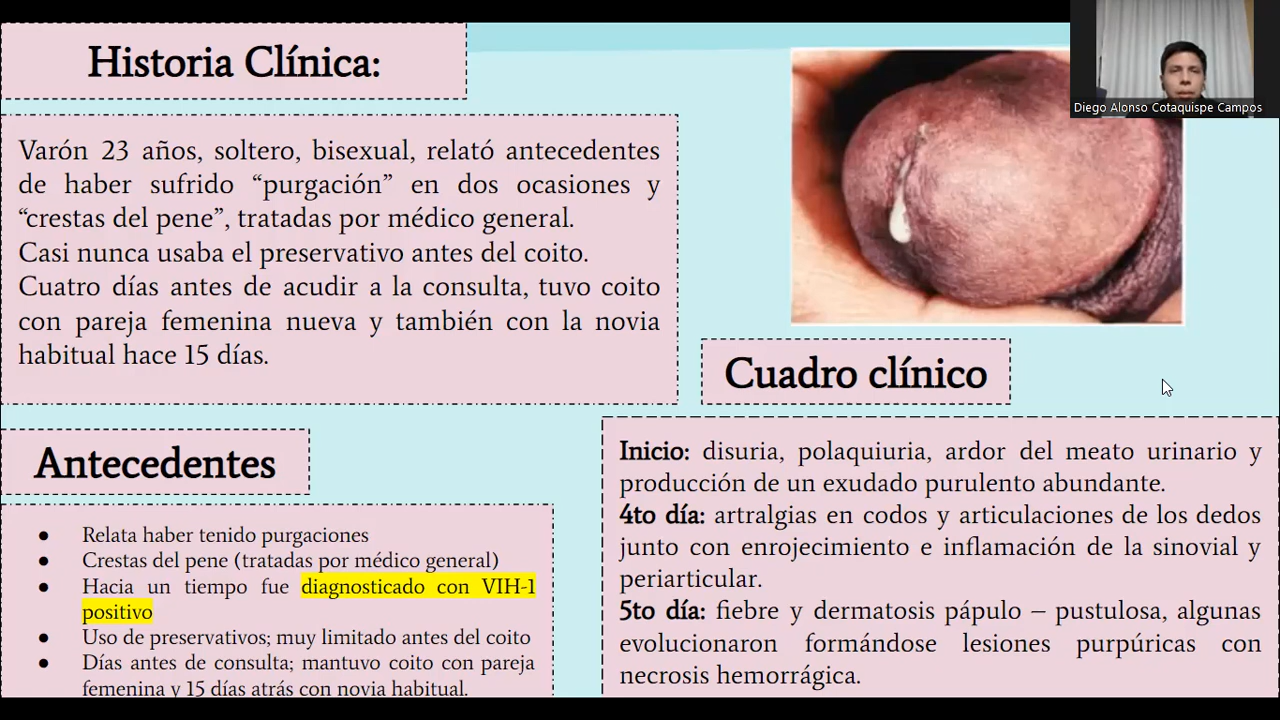 Historia Clínica:
Varón 23 años, soltero, bisexual, relató antecedentes
de haber sufrido “purgación” en dos ocasiones y
“crestas del pene”, tratadas por médico general.
Casi nunca usaba el preservativo antes del coito.
Cuatro días antes de acudir a la consulta, tuvo coito
con pareja femenina nueva y también con la novia
habitual hace 15 días.
Diego Alonso Cotaquispe Campos
Antecedentes
● Relata haber tenido purgaciones
● Crestas del pene (tratadas por médico general)
● Hacia un tiempo fue diagnosticado con VIH-1
positivo
● Uso de preservativos; muy limitado antes del coito
● Días antes de consulta; mantuvo coito con pareja
femenina y 15 días atrás con novia habitual.
Cuadro clínico
Inicio: disuria, polaquiuria, ardor del meato urinario y
producción de un exudado purulento abundante.
4to día: artralgias en codos y articulaciones de los dedos
junto con enrojecimiento e inflamación de la sinovial y
periarticular.
5to día: fiebre y dermatosis pápulo – pustulosa, algunas
evolucionaron formándose lesiones purpúricas con
necrosis hemorrágica.